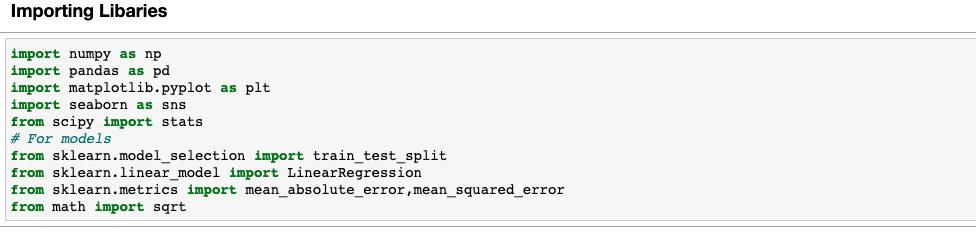 Importing Libaries
import numpy as np
import pandas as pd
import matplotlib.pyplot as plt
import seaborn as sns
from scipy import stats
# For models
from sklearn.model_selection import train_test_split
from sklearn.linear_model import LinearRegression
from sklearn.metrics import mean_absolute_error,mean_squared_error
from math import sqrt